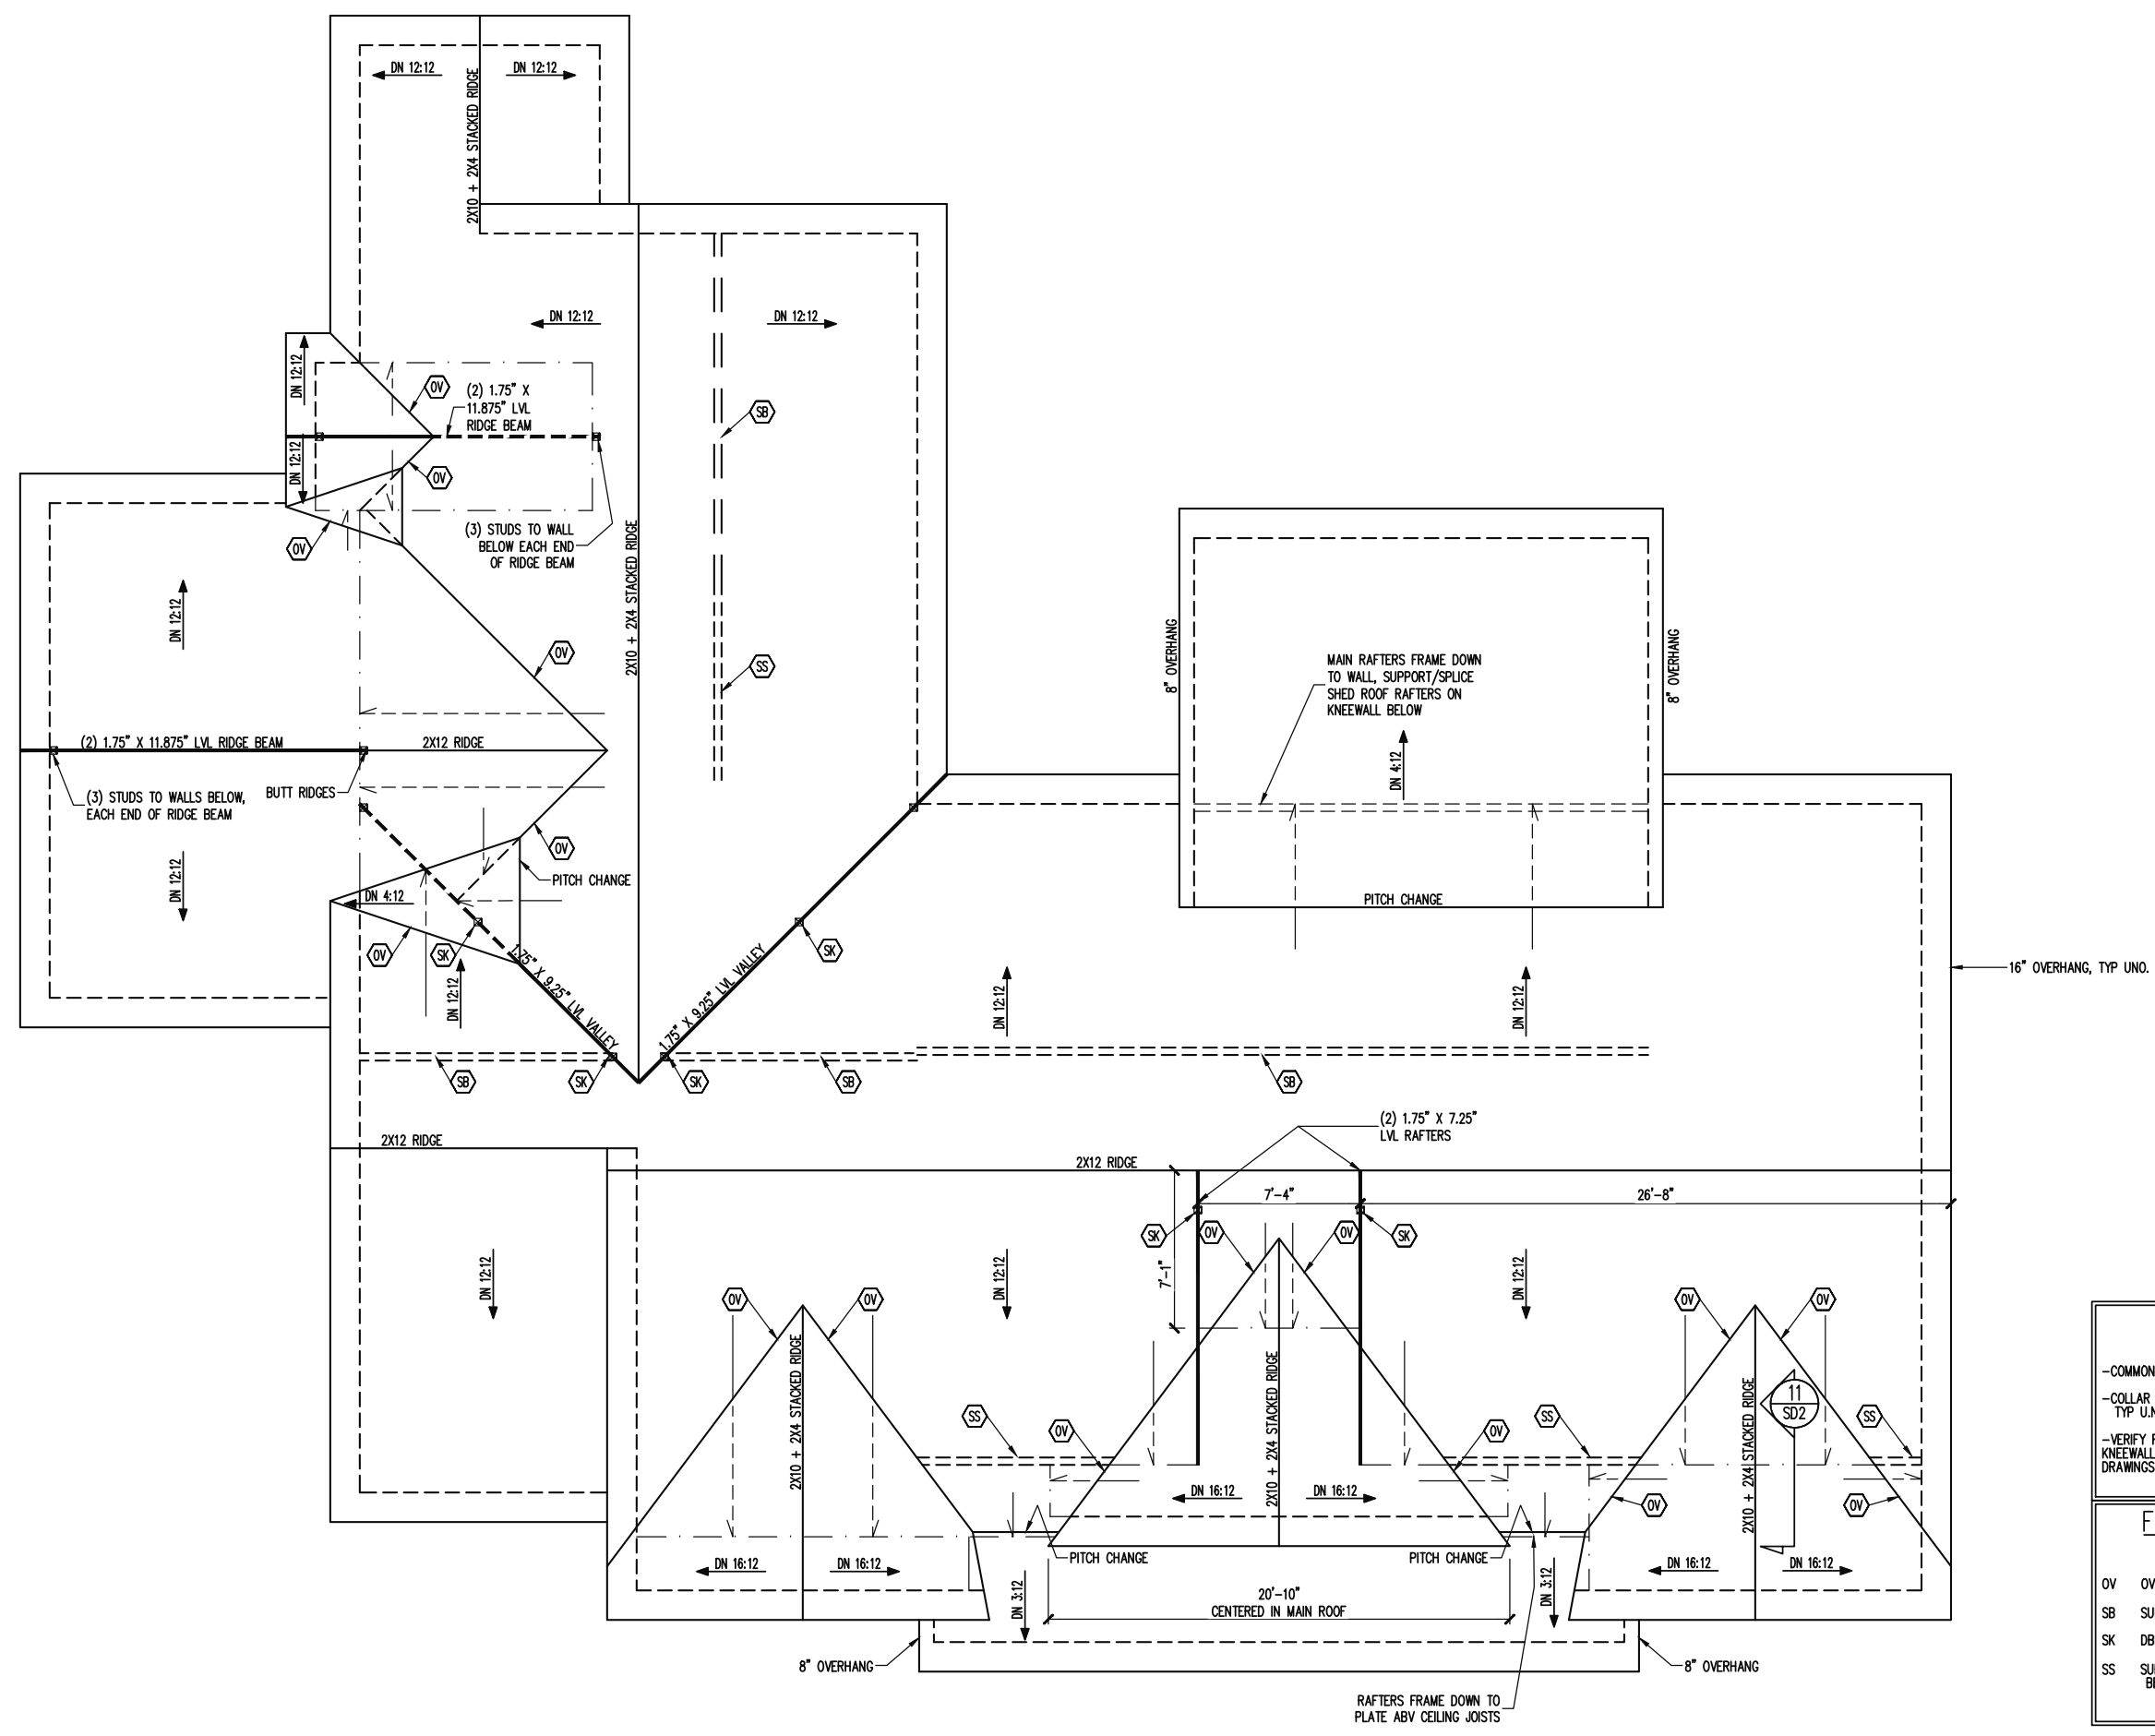 DN 12:12
DN 12:12
2X10 + 2X4 STACKED RIDGE
DN 12:12
DN 12:12
DN 12:12
DN 12:12
OV
(2) 1.75" X
11.875" LVL
RIDGE BEAM
OV
SB
(3) STUDS TO WALL
BELOW EACH END
OF RIDGE BEAM
OV
2X10 + 2X4 STACKED RIDGE
DN 12:12
OV
SS
8" OVERHANG
8" OVERHANG
MAIN RAFTERS FRAME DOWN
TO WALL, SUPPORT/SPLICE
SHED ROOF RAFTERS ON
KNEEWALL BELOW
DN 4:12
(2) 1.75" X 11.875" LVL RIDGE BEAM
2X12 RIDGE
(3) STUDS TO WALLS BELOW,
EACH END OF RIDGE BEAM
BUTT RIDGES
OV
PITCH CHANGE
DN 12:12
DN 4:12
PITCH CHANGE
OV
SK
SK
DN 12:12
1.75" X 9.25" LVL VALLEY
1.75" X 9.25" LVL VALLEY
DN 12:12
DN 12:12
16" OVERHANG, TYP UNO.
SB
SK
SK
SB
SB
(2) 1.75" X 7.25"
LVL RAFTERS
2X12 RIDGE
2X12 RIDGE
7'-4"
26'-8"
SK
OV
OV
SK
7'-1"
DN 12:12
DN 12:12
DN 12:12
OV
OV
OV
OV
2X10 + 2X4 STACKED RIDGE
2X10 + 2X4 STACKED RIDGE
2X10 + 2X4 STACKED RIDGE
11
SD2
SS
OV
OV
SS
SS
DN 16:12
DN 16:12
OV
OV
PITCH CHANGE
PITCH CHANGE
DN 16:12
DN 16:12
DN 16:12
DN 16:12
DN 3:12
DN 3:12
20'-10"
CENTERED IN MAIN ROOF
8" OVERHANG
8" OVERHANG
RAFTERS FRAME DOWN TO
PLATE ABV CEILING JOISTS
-COMMON
-COLLAR
TYP
-VERIFY
KNEEWALL
DRAWINGS
OV
SB
SK
SS